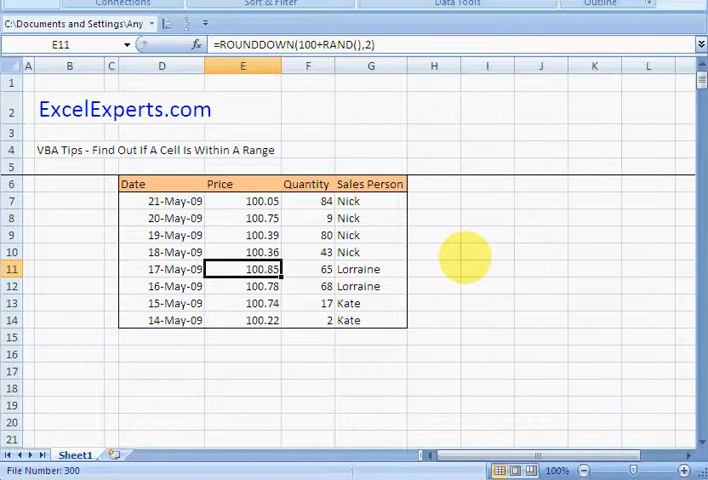 Connections Sort & Filter Data Tools Outline
C:\Documents and Settings\Any
E11 fx =ROUNDDOWN(100+RAND(),2)
A B C D E F G H I J K L
1
2 ExcelExperts.com
3
4 VBA Tips - Find Out If A Cell Is Within A Range
5
6 Date Price Quantity Sales Person
7 21-May-09 100.05 84 Nick
8 20-May-09 100.75 9 Nick
9 19-May-09 100.39 80 Nick
10 18-May-09 100.36 43 Nick
11 17-May-09 100.85 65 Lorraine
12 16-May-09 100.78 68 Lorraine
13 15-May-09 100.74 17 Kate
14 14-May-09 100.22 2 Kate
15
16
17
18
19
20
21
Sheet1
File Number: 300 100%